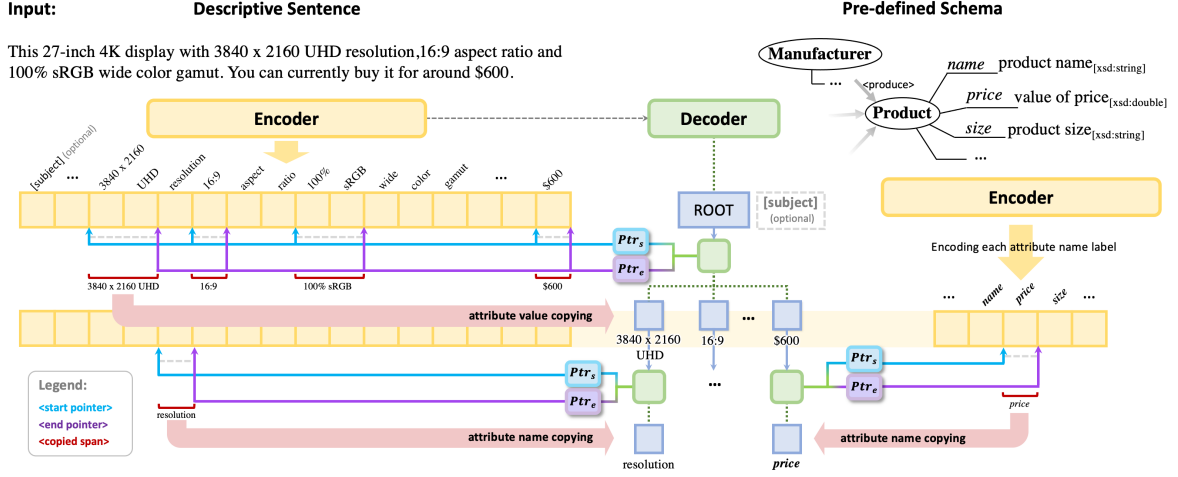 Input:
Descriptive Sentence
Pre-defined Schema
This 27-inch 4K display with 3840 x 2160 UHD resolution,16:9 aspect ratio and
100% sRGB wide color gamut. You can currently buy it for around $600.
Manufacturer
...
<produce>
Product
name product name[xsd:string]
price value of price[xsd:double]
size product size[xsd:string]
...
Encoder
Decoder
[subject] (optional)
...
3840 x 2160
UHD
resolution
16:9
aspect
ratio
100%
sRGB
wide
color
gamut
...
$600
ROOT
[subject]
(optional)
Encoder
Encoding each attribute name label
Ptrs
Ptre
3840 x 2160 UHD
16:9
100% sRGB
$600
... name price size ...
attribute value copying
...
3840 x 2160
UHD
16:9
$600
...
Ptrs
Ptre
Ptrs
Ptre
Legend:
<start pointer>
<end pointer>
<copied span>
resolution
price
attribute name copying
attribute name copying
resolution
price